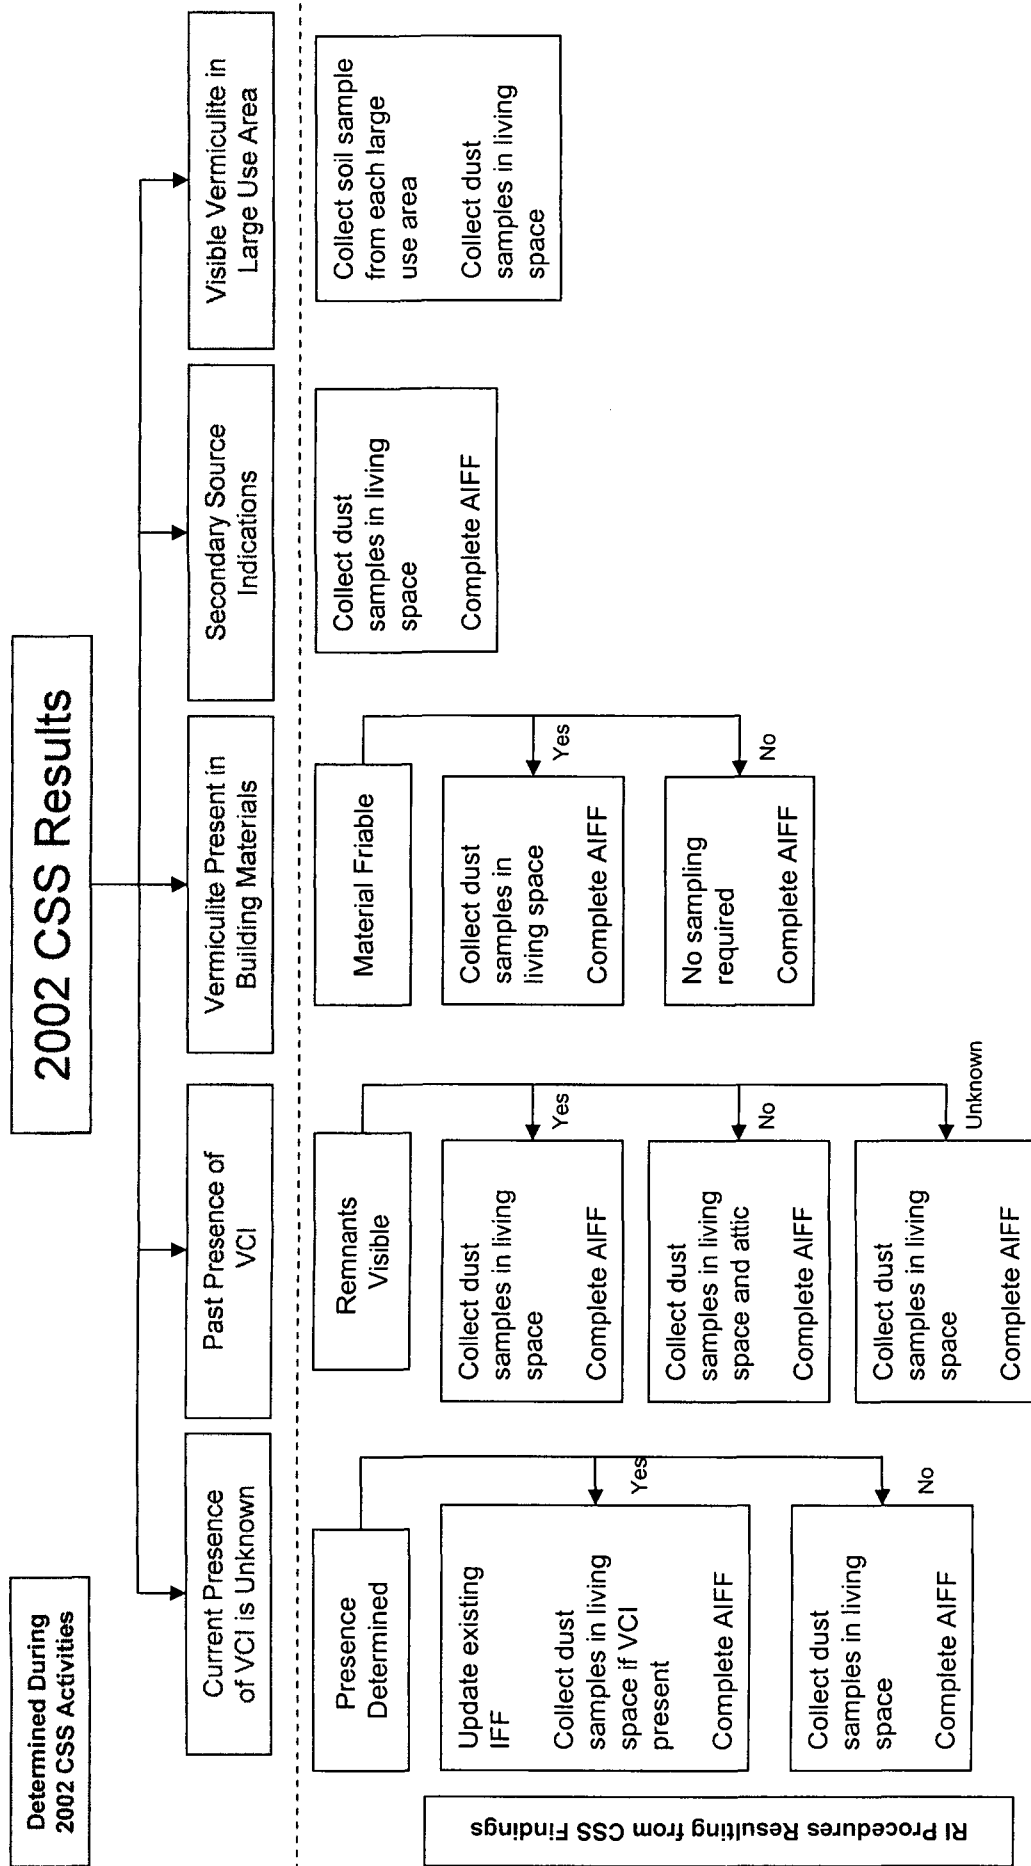 2002 CSS Results
Determined During
2002 CSS Activities
Current Presence
of VCI is Unknown
Past Presence of
VCI
Vermiculite Present in
Building Materials
Secondary Source
Indications
Visible Vermiculite in
Large Use Area
RI Procedures Resulting from CSS Findings
Presence
Determined
Yes
Update existing
IFF
Collect dust
samples in living
space if VCI
present
Complete AIFF
No
Collect dust
samples in living
space
Complete AIFF
Remnants
Visible
Yes
Collect dust
samples in living
space
Complete AIFF
No
Collect dust
samples in living
space and attic
Complete AIFF
Unknown
Collect dust
samples in living
space
Complete AIFF
Material Friable
Yes
Collect dust
samples in
living space
Complete AIFF
No
No sampling
required
Complete AIFF
Collect dust
samples in living
space
Complete AIFF
Collect soil sample
from each large
use area
Collect dust
samples in living
space